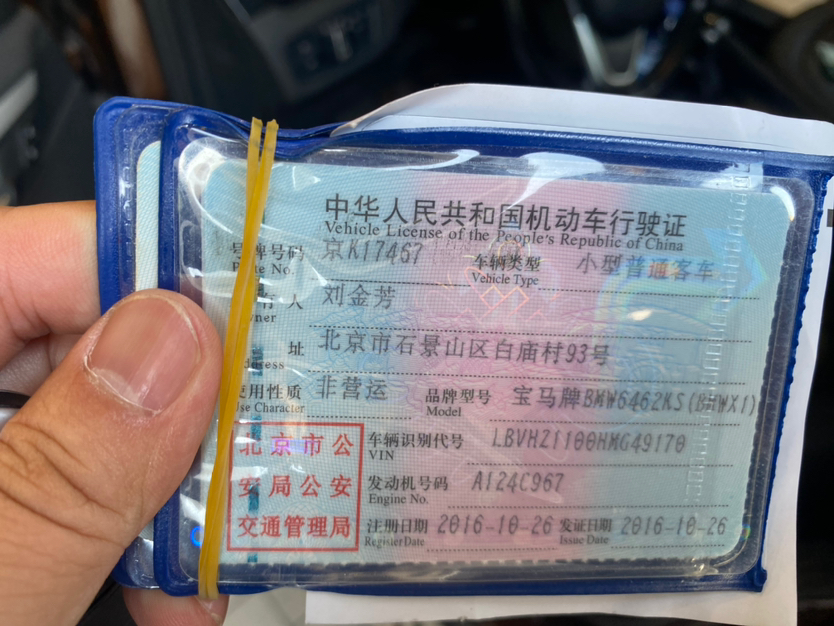 中华人民共和国机动车行驶证
Vehicle License of the People's Republic of China
号牌号码 京K17467 车辆类型 小型普通客车
Plate No. Vehicle Type
人 刘金芳
址 北京市石景山区白庙村93号
使用性质 非营运 品牌型号 宝马牌BMW6462KS(BMWX1)
Use Character Model
北京市公 车辆识别代号 LBVHZ1100HMG49170
VIN
安局公安 发动机号码 A124C967
Engine No.
交通管理局 注册日期 2016-10-26 发证日期 2016-10-26
Register Date Issue Date